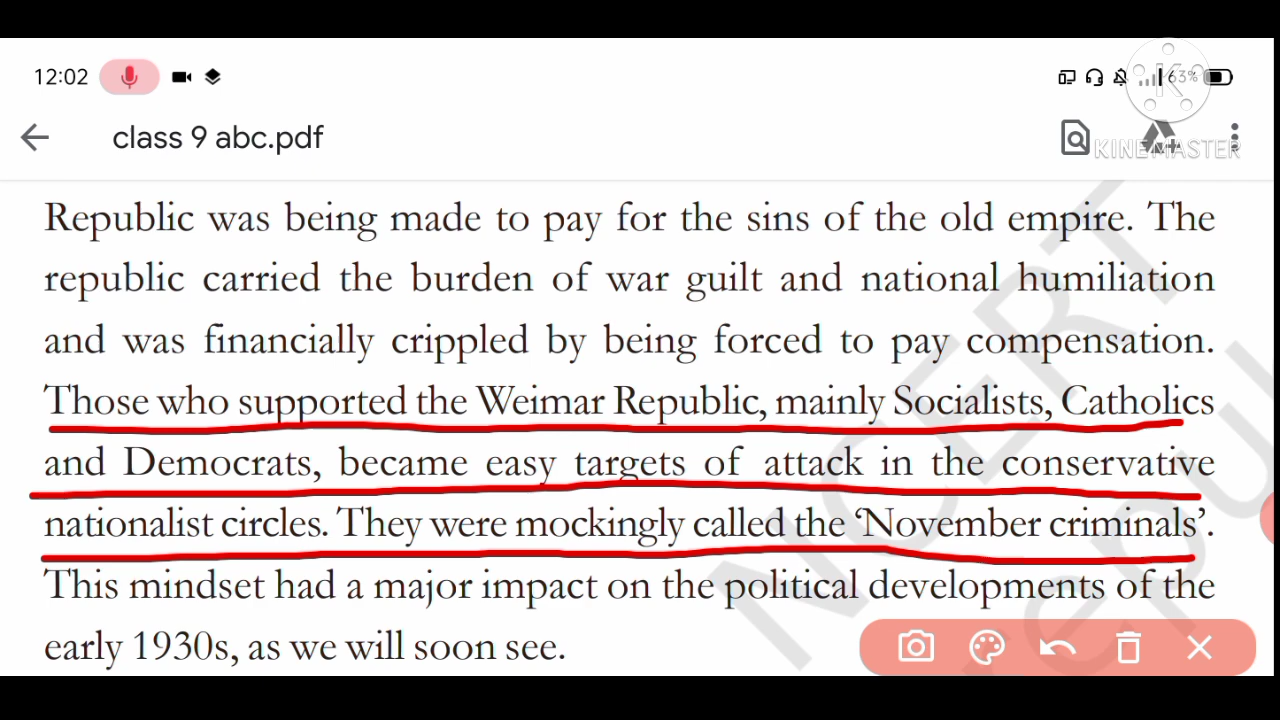 12:02
63%
class 9 abc.pdf
KINEMASTER
Republic was being made to pay for the sins of the old empire. The
republic carried the burden of war guilt and national humiliation
and was financially crippled by being forced to pay compensation.
Those who supported the Weimar Republic, mainly Socialists, Catholics
and Democrats, became easy targets of attack in the conservative
nationalist circles. They were mockingly called the ‘November criminals’.
This mindset had a major impact on the political developments of the
early 1930s, as we will soon see.
NCERT